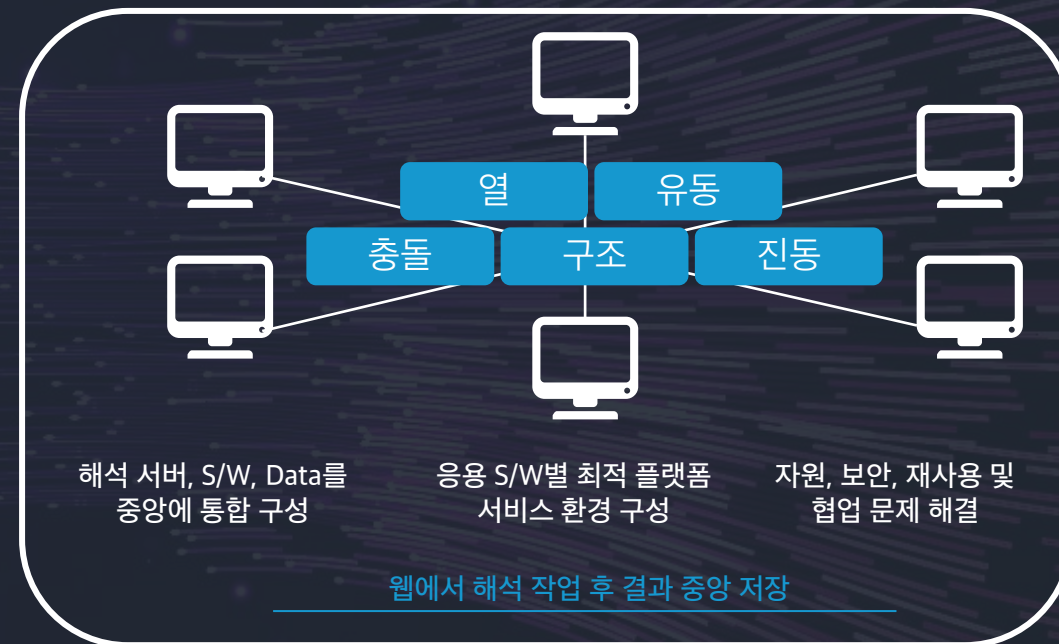 열
유동
충돌
구조
진동
해석 서버, S/W, Data를
중앙에 통합 구성
응용 S/W별 최적 플랫폼
서비스 환경 구성
자원, 보안, 재사용 및
협업 문제 해결
웹에서 해석 작업 후 결과 중앙 저장